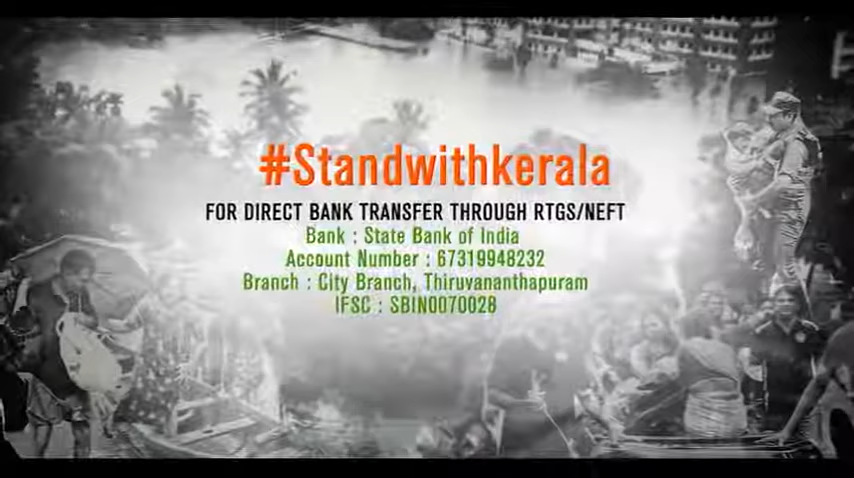 #Standwithkerala
FOR DIRECT BANK TRANSFER THROUGH RTGS/NEFT
Bank : State Bank of India
Account Number : 67319948232
Branch : City Branch, Thiruvananthapuram
IFSC : SBIN0070028